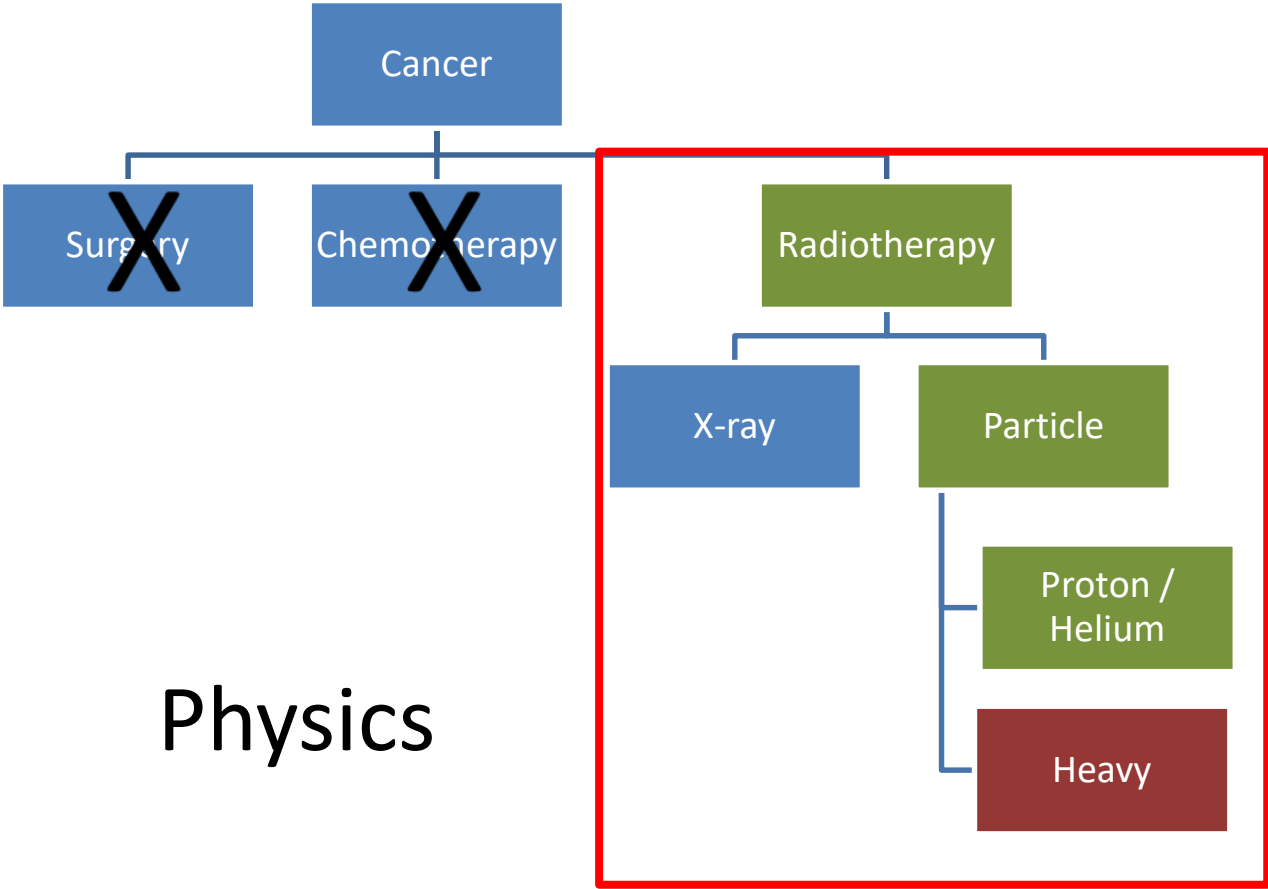 Cancer
Surgery
X
Chemotherapy
X
Radiotherapy
X-ray
Particle
Proton /
Helium
Heavy
Physics